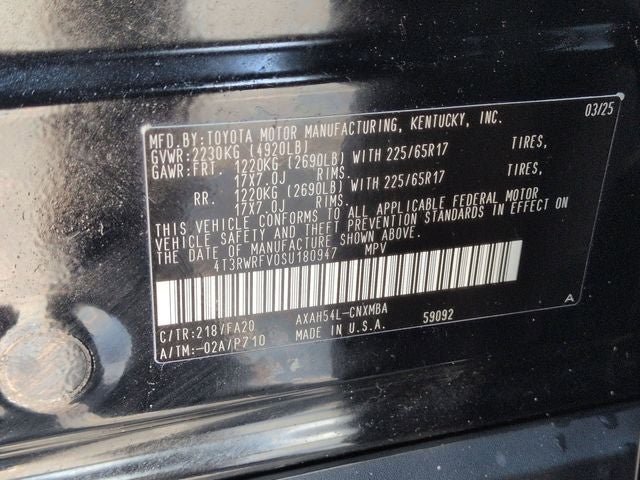 03/25
MFD.BY:TOYOTA MOTOR MANUFACTURING, KENTUCKY, INC.
GVWR:2230KG (4920LB)
GAWR:FRT. 1220KG (2690LB) WITH 225/65R17 TIRES,
17X7.0J RIMS.
RR. 1220KG (2690LB) WITH 225/65R17 TIRES,
17X7.0J RIMS.
THIS VEHICLE CONFORMS TO ALL APPLICABLE FEDERAL MOTOR
VEHICLE SAFETY AND THEFT PREVENTION STANDARDS IN EFFECT ON
THE DATE OF MANUFACTURE SHOWN ABOVE.
4T3RWRFV0SU180947 MPV
C/TR:218/FA20 AXAH54L-CNXMBA 59092 A
A/TM:-02A/P710 MADE IN U.S.A.